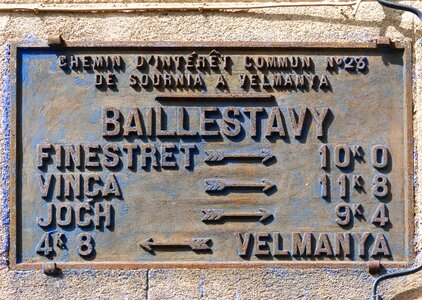 CHEMIN D'INTÉRÊT COMMUN Nº23
DE SOURNIA A VELMANYA
BAILLESTAVY
FINESTRET 10K 0
VINÇA 11K 8
JOCH 9K 4
4K 8 VELMANYA